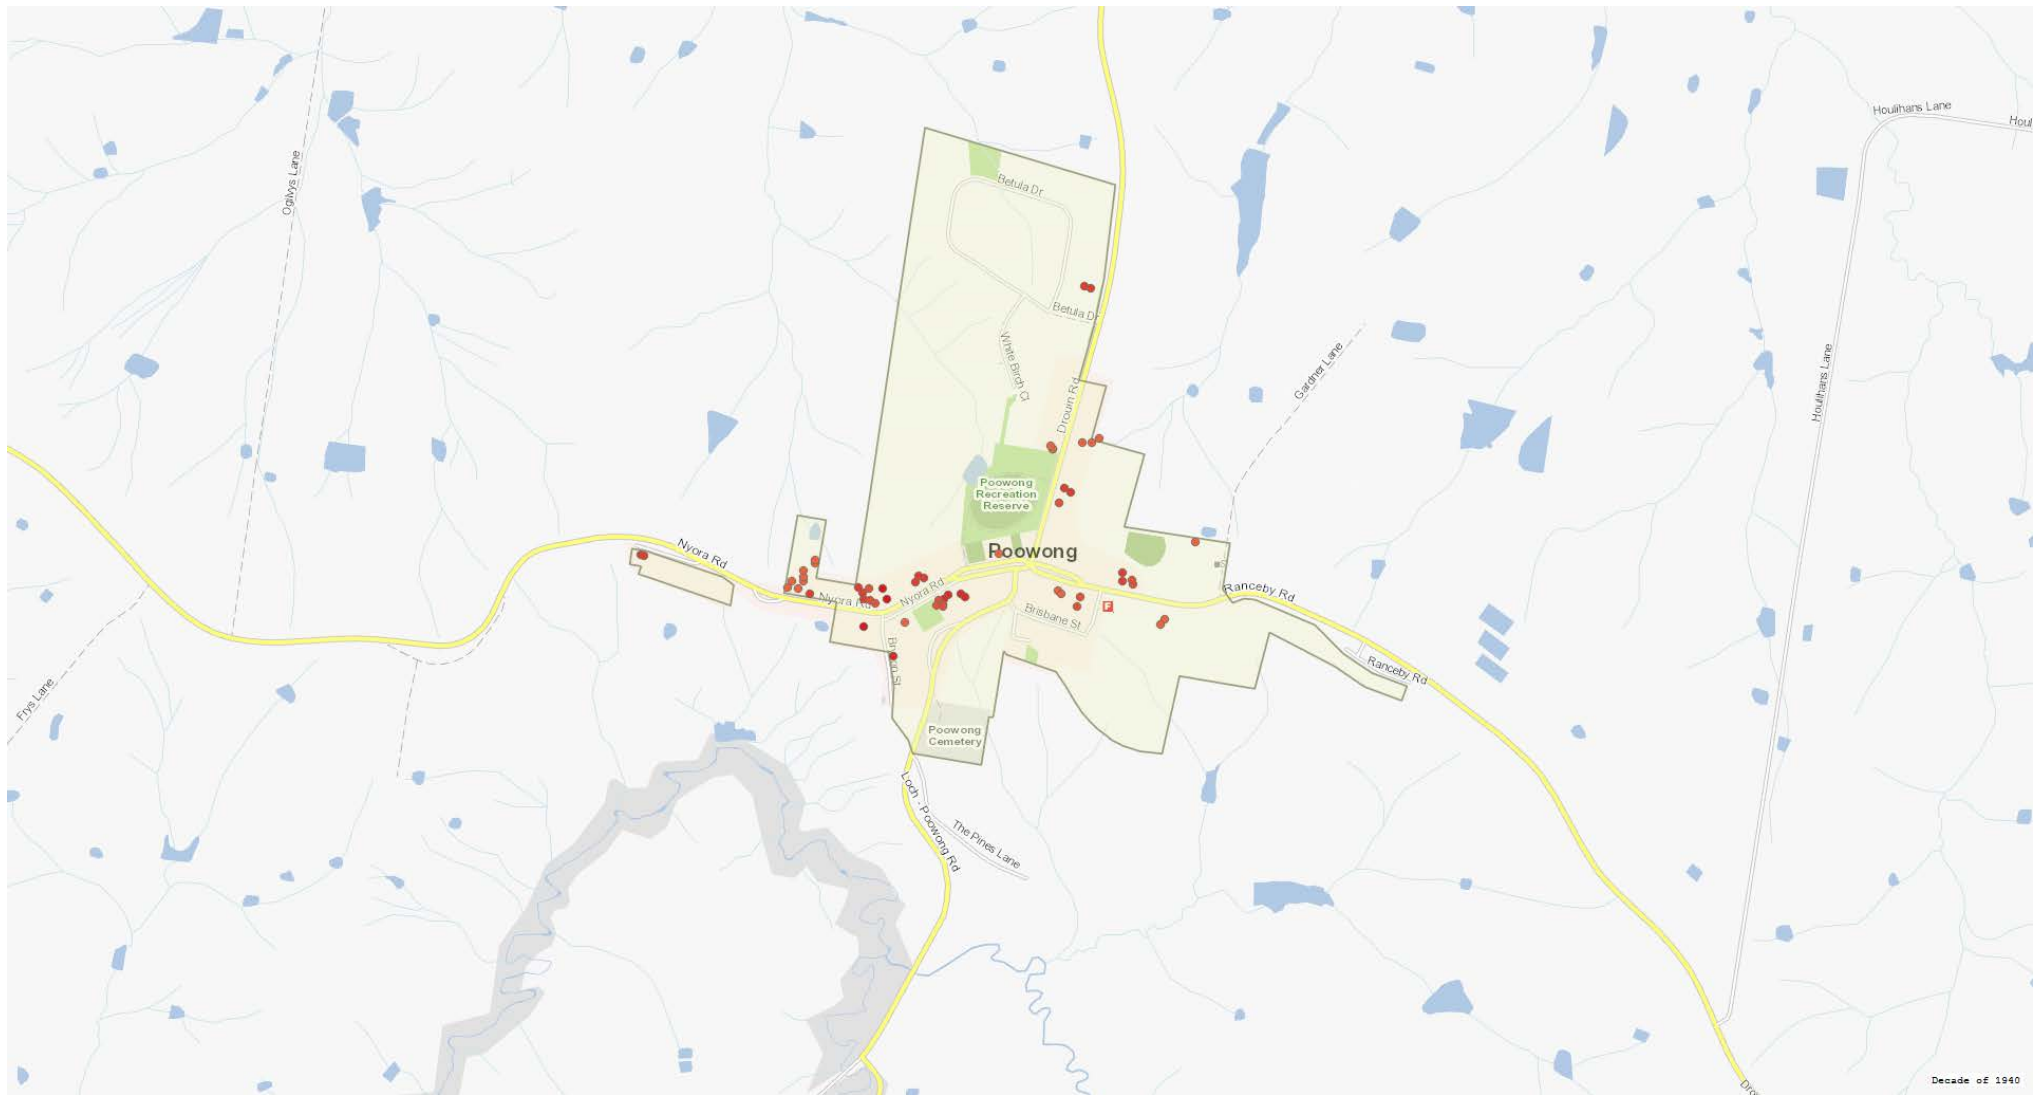 Houlihans Lane
Houl
Ogilvys Lane
Betula Dr
Betula Dr
White Birch Ct
Drouin Rd
Gardner Lane
Houlihans Lane
Poowong
Recreation
Reserve
Poowong
Nyora Rd
Nyora Rd
Nyora Rd
Ranceby Rd
F
Brisbane St
Ranceby Rd
Frys Lane
Poowong
Cemetery
Loch - Poowong Rd
The Pines Lane
Decade of 1940